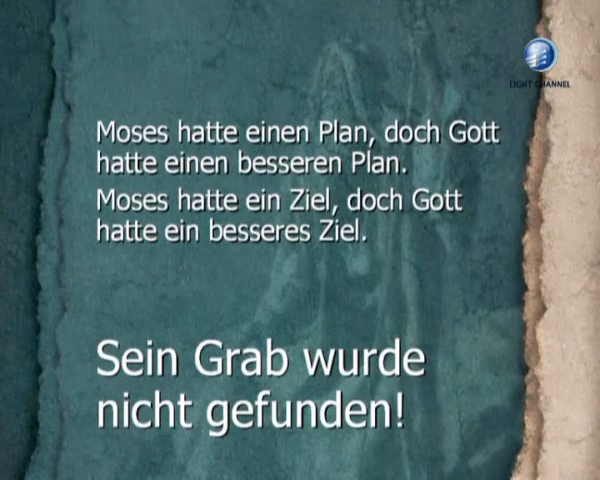 LIGHT CHANNEL
Moses hatte einen Plan, doch Gott
hatte einen besseren Plan.
Moses hatte ein Ziel, doch Gott
hatte ein besseres Ziel.
Sein Grab wurde
nicht gefunden!